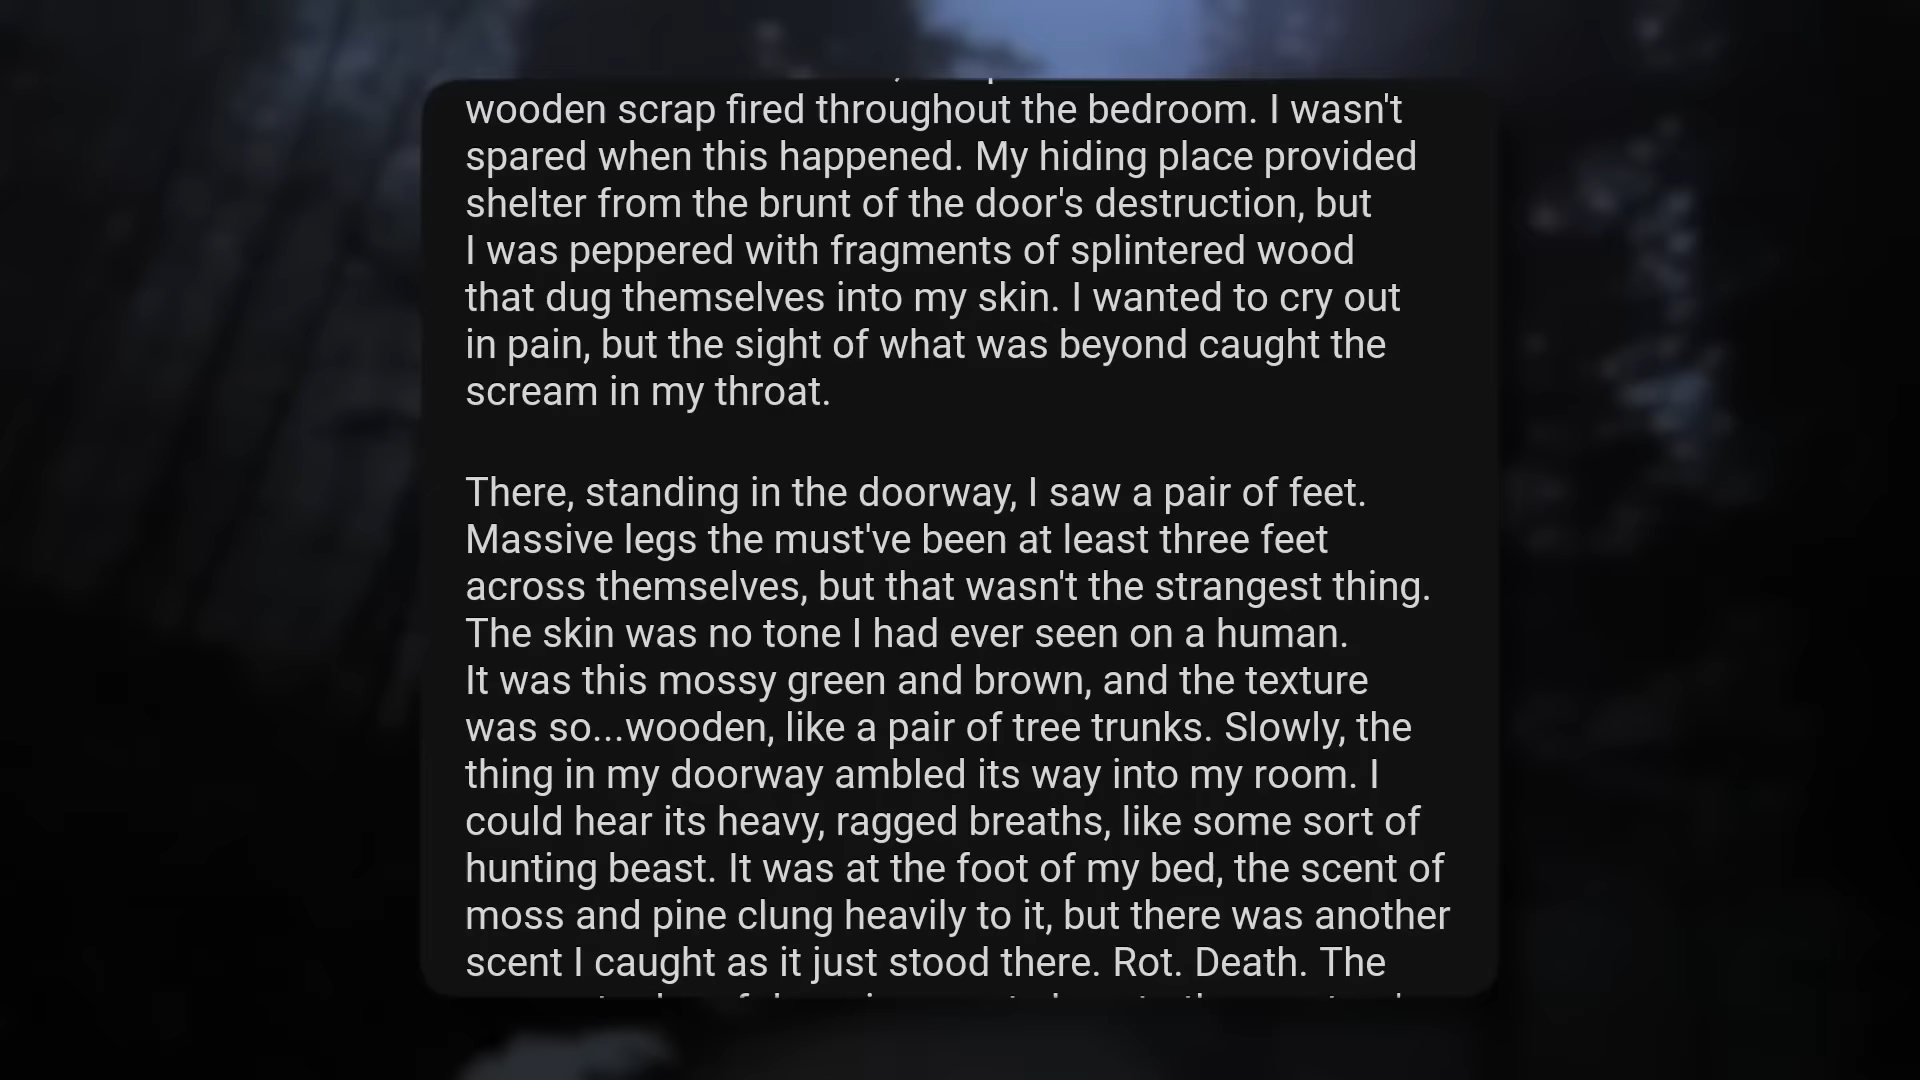 wooden scrap fired throughout the bedroom. I wasn't
spared when this happened. My hiding place provided
shelter from the brunt of the door's destruction, but
I was peppered with fragments of splintered wood
that dug themselves into my skin. I wanted to cry out
in pain, but the sight of what was beyond caught the
scream in my throat.
There, standing in the doorway, I saw a pair of feet.
Massive legs the must've been at least three feet
across themselves, but that wasn't the strangest thing.
The skin was no tone I had ever seen on a human.
It was this mossy green and brown, and the texture
was so...wooden, like a pair of tree trunks. Slowly, the
thing in my doorway ambled its way into my room. I
could hear its heavy, ragged breaths, like some sort of
hunting beast. It was at the foot of my bed, the scent of
moss and pine clung heavily to it, but there was another
scent I caught as it just stood there. Rot. Death. The